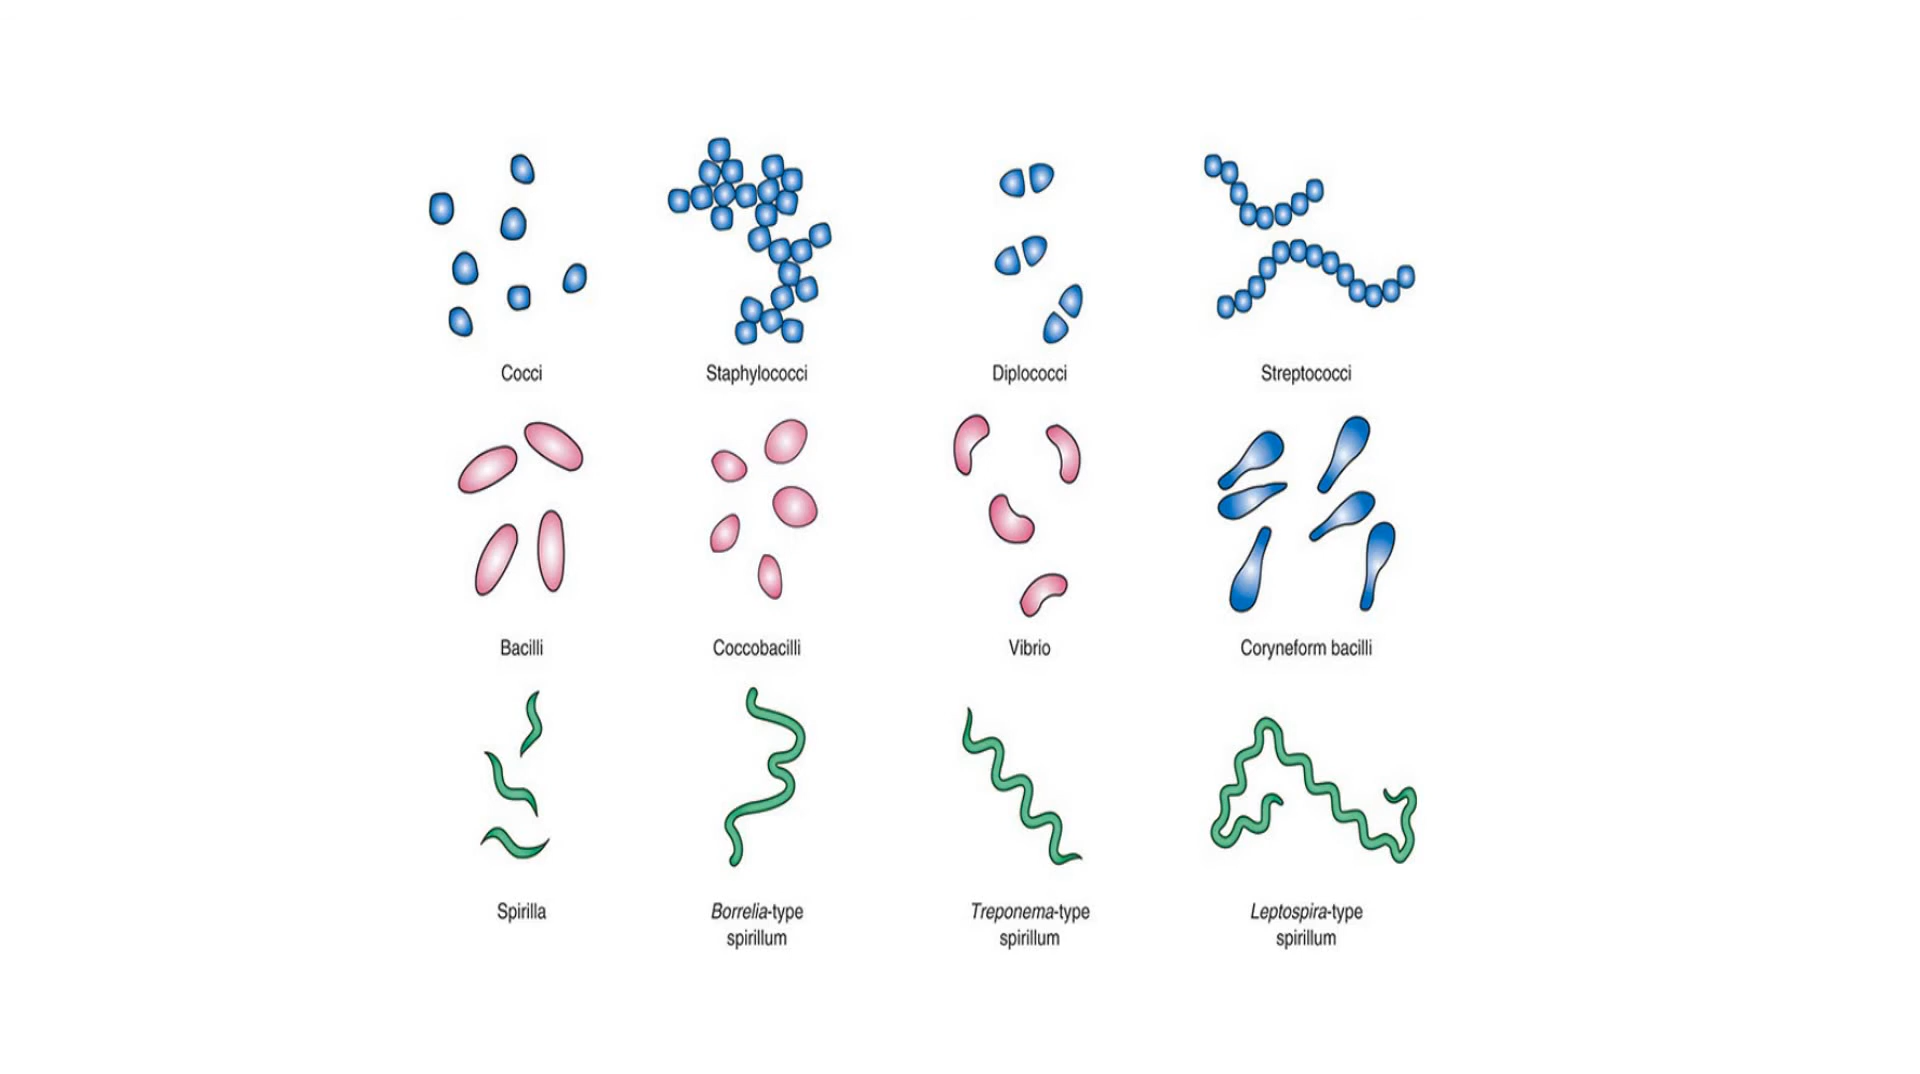 Cocci
Staphylococci
Diplococci
Streptococci
Bacilli
Coccobacilli
Vibrio
Coryneform bacilli
Spirilla
Borrelia-type
spirillum
Treponema-type
spirillum
Leptospira-type
spirillum